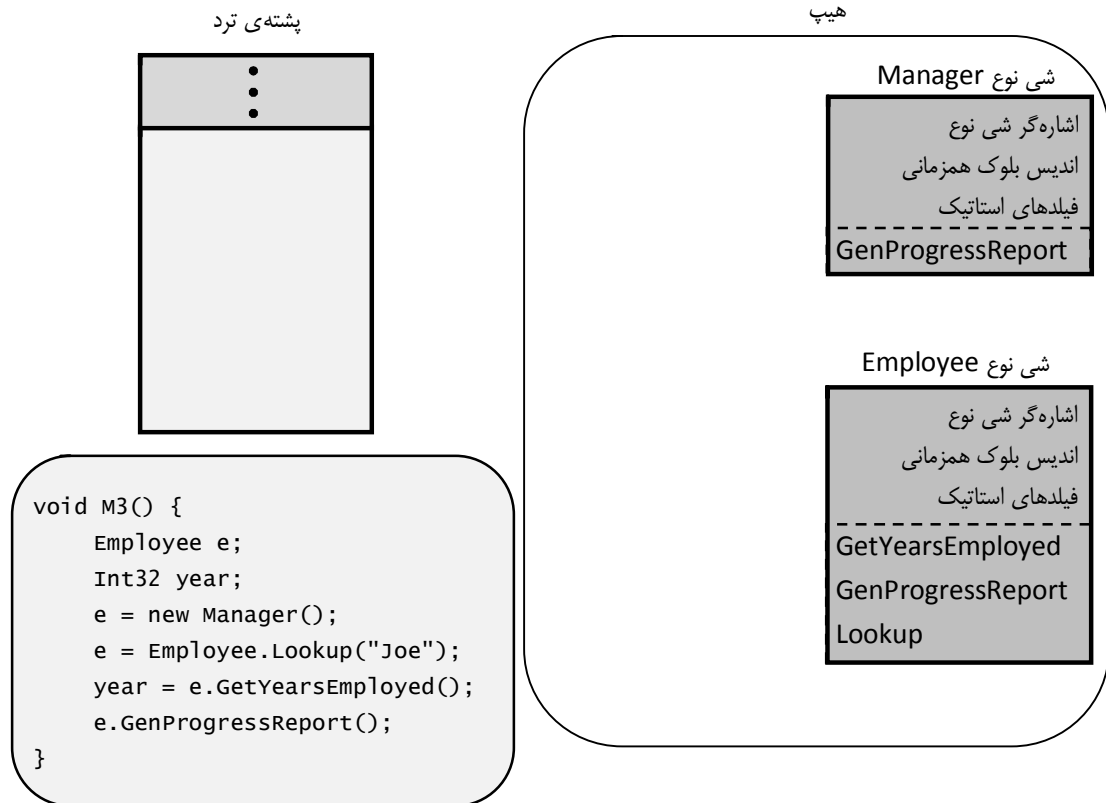 پشته‌ی ترد
هیپ
شی نوع Manager
اشاره‌گر شی نوع
اندیس بلوک همزمانی
فیلدهای استاتیک
GenProgressReport
شی نوع Employee
اشاره‌گر شی نوع
اندیس بلوک همزمانی
فیلدهای استاتیک
GetYearsEmployed
GenProgressReport
Lookup
void M3() {
Employee e;
Int32 year;
e = new Manager();
e = Employee.Lookup("Joe");
year = e.GetYearsEmployed();
e.GenProgressReport();
}